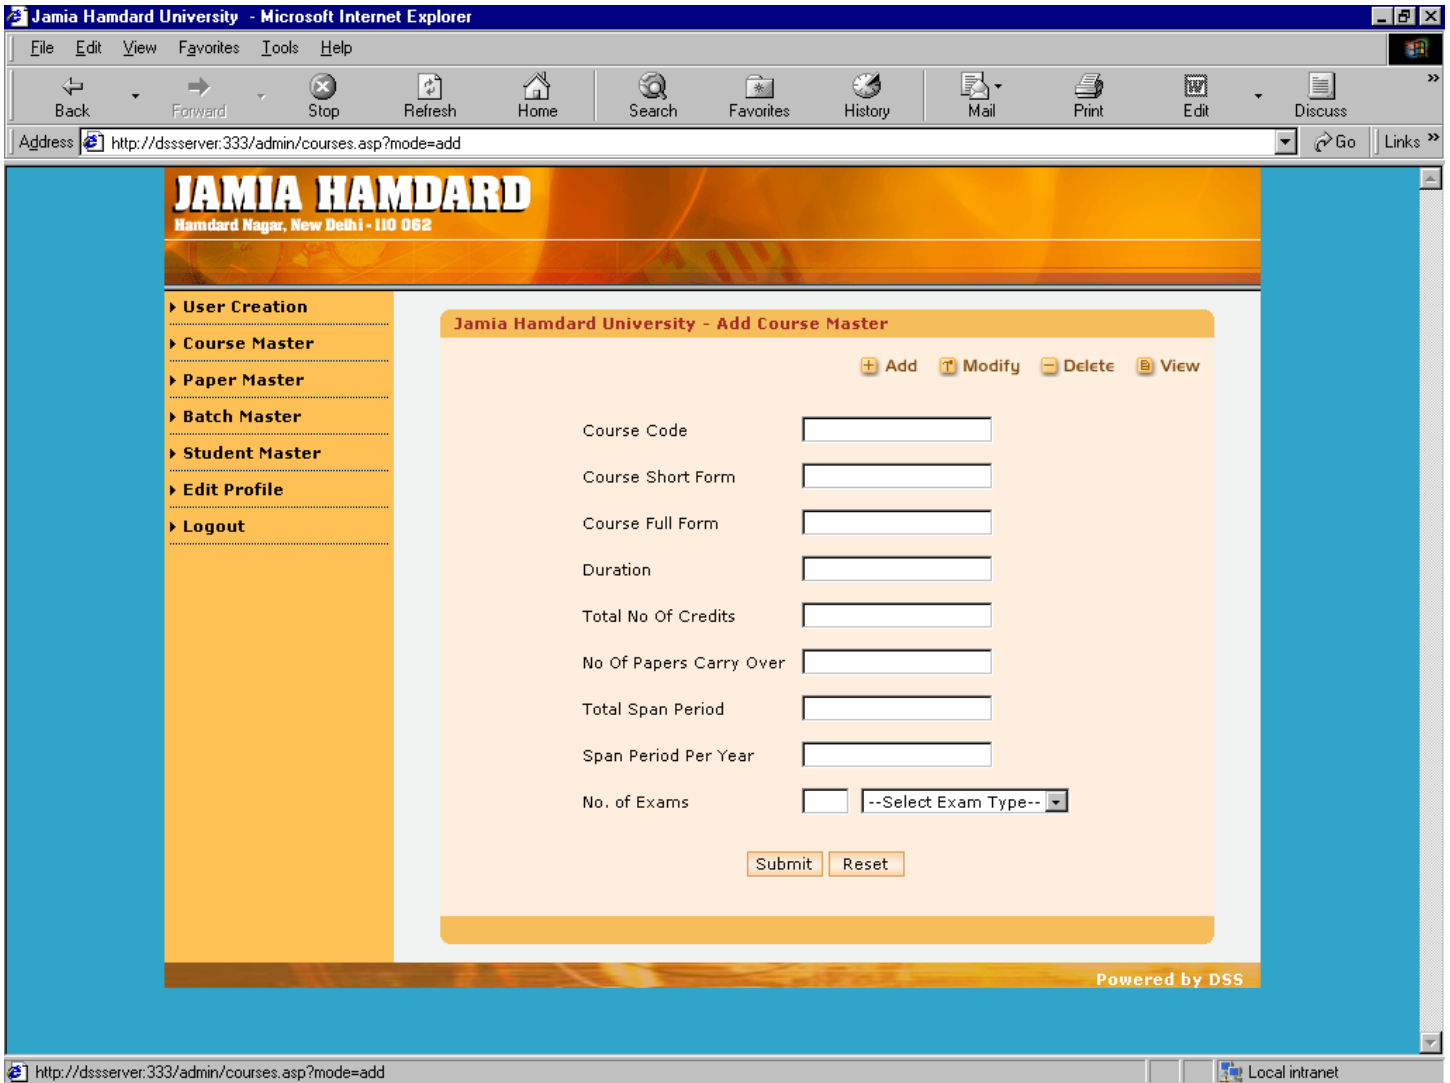 Jamia Hamdard University - Microsoft Internet Explorer
File Edit View Favorites Tools Help
Back Forward Stop Refresh Home Search Favorites History Mail Print Edit Discuss »
Address http://dssserver:333/admin/courses.asp?mode=add Go Links »
JAMIA HAMDARD
Hamdard Nagar, New Delhi - 110 062
User Creation
Course Master
Paper Master
Batch Master
Student Master
Edit Profile
Logout
Jamia Hamdard University - Add Course Master
Add Modify Delete View
Course Code
Course Short Form
Course Full Form
Duration
Total No Of Credits
No Of Papers Carry Over
Total Span Period
Span Period Per Year
No. of Exams --Select Exam Type--
Submit Reset
Powered by DSS
http://dssserver:333/admin/courses.asp?mode=add Local intranet